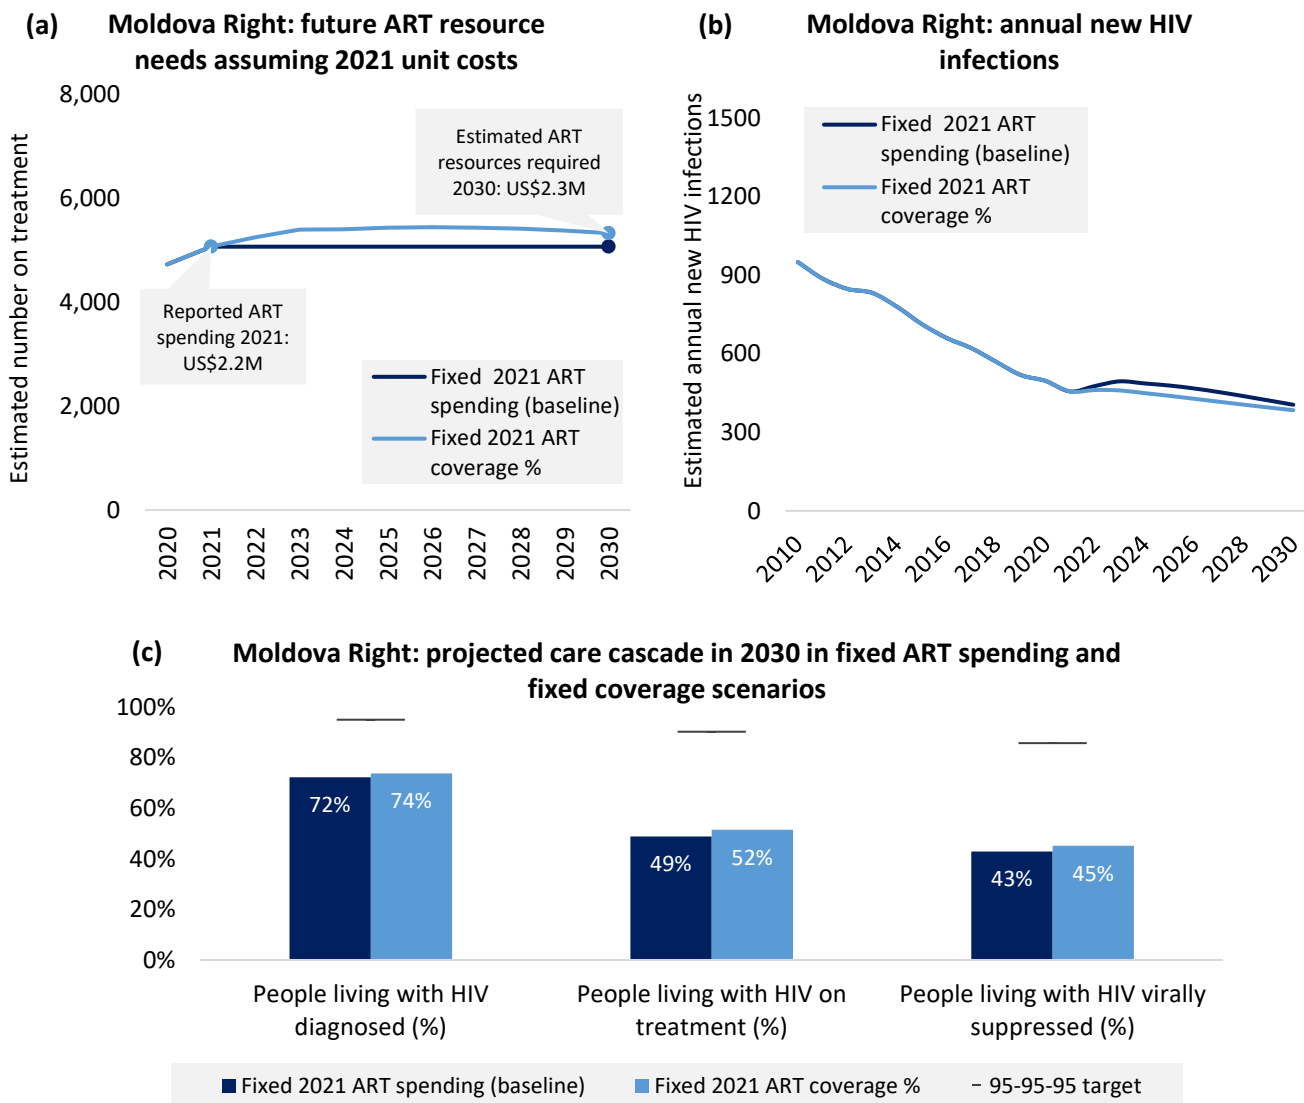 (a) Moldova Right: future ART resource
needs assuming 2021 unit costs
Estimated number on treatment
8,000
6,000
4,000
2,000
0
Estimated ART
resources required
2030: US$2.3M
Reported ART
spending 2021:
US$2.2M
Fixed 2021 ART
spending (baseline)
Fixed 2021 ART
coverage %
2020
2021
2022
2023
2024
2025
2026
2027
2028
2029
2030
(b) Moldova Right: annual new HIV
infections
Estimated annual new HIV infections
1500
1200
900
600
300
0
Fixed 2021 ART
spending (baseline)
Fixed 2021 ART
coverage %
2010
2012
2014
2016
2018
2020
2022
2024
2026
2028
2030
(c) Moldova Right: projected care cascade in 2030 in fixed ART spending and
fixed coverage scenarios
100%
80%
60%
40%
20%
0%
72%
74%
49%
52%
43%
45%
People living with HIV
diagnosed (%)
People living with HIV on
treatment (%)
People living with HIV virally
suppressed (%)
Fixed 2021 ART spending (baseline)
Fixed 2021 ART coverage %
95-95-95 target